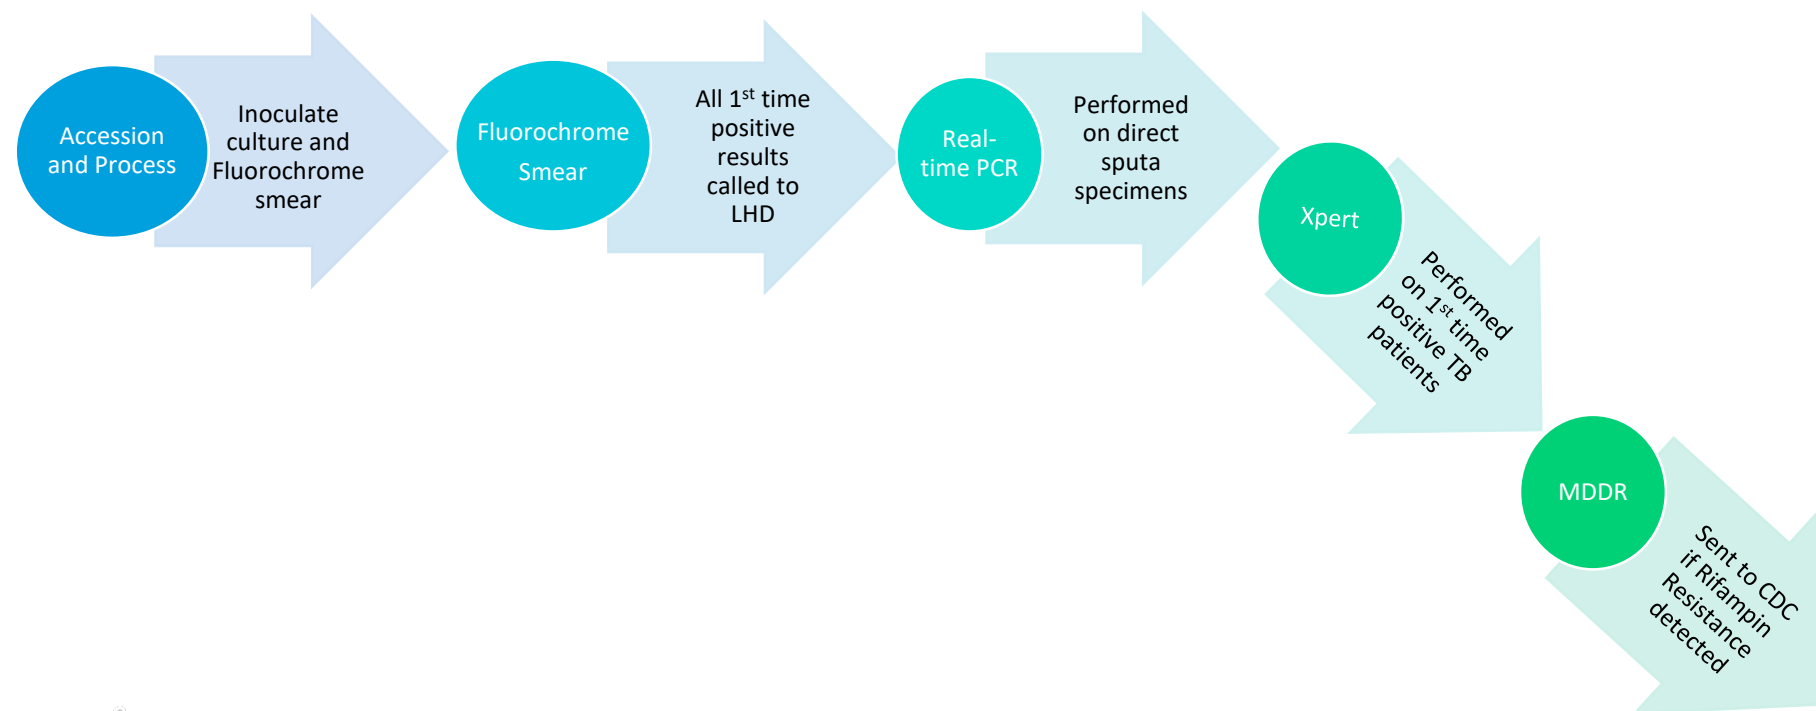 Accession
and Process
Inoculate
culture and
Fluorochrome
smear
Fluorochrome
Smear
All 1st time
positive
results
called to
LHD
Real-
time PCR
Performed
on direct
sputa
specimens
Xpert
Performed
on 1st time
positive TB
patients
MDDR
Sent to CDC
if Rifampin
Resistance
detected